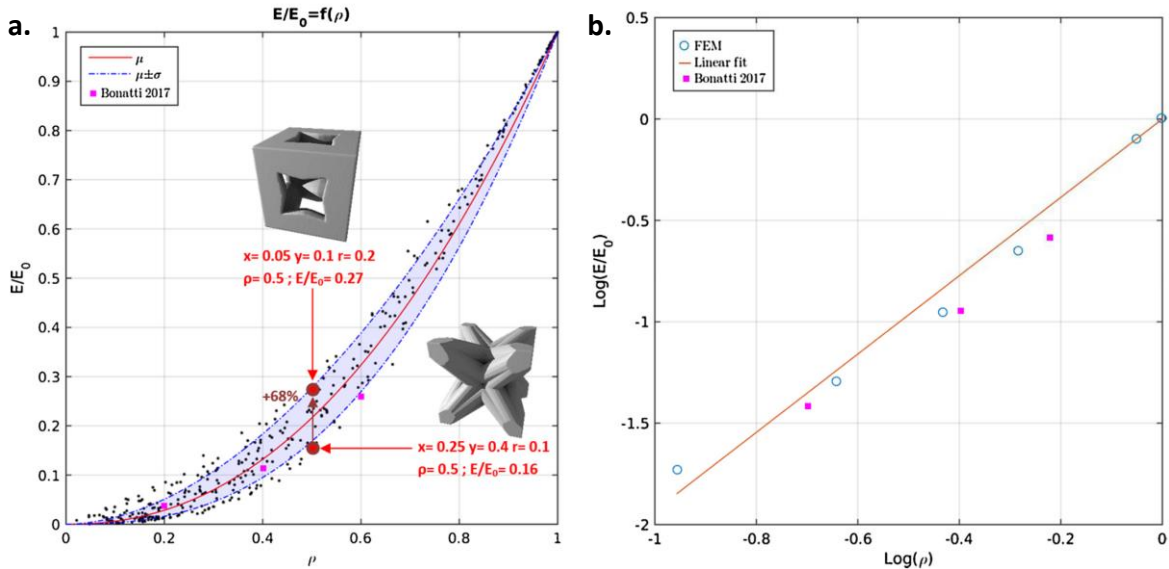 a.
E/E₀=f(ρ)
μ
μ±σ
Bonatti 2017
1
0.9
0.8
0.7
0.6
0.5
0.4
0.3
0.2
0.1
0
E/E₀
x= 0.05 y= 0.1 r= 0.2
ρ= 0.5 ; E/E₀= 0.27
+68%
x= 0.25 y= 0.4 r= 0.1
ρ= 0.5 ; E/E₀= 0.16
0 0.2 0.4 0.6 0.8 1
ρ
b.
FEM
Linear fit
Bonatti 2017
0.5
0
-0.5
-1
-1.5
-2
Log(E/E₀)
-1 -0.8 -0.6 -0.4 -0.2 0
Log(ρ)